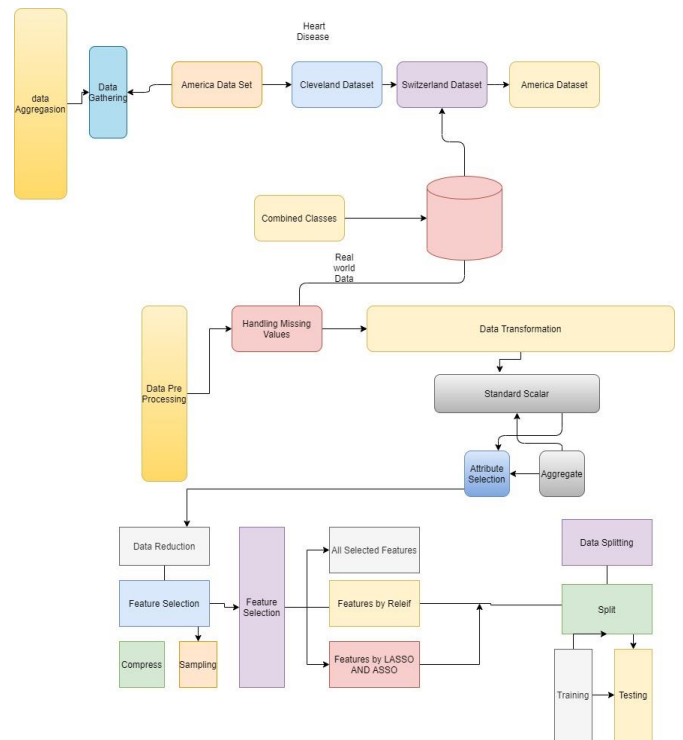 Heart
Disease
data
Aggregasion
Data
Gathering
America Data Set
Cleveland Dataset
Switzerland Dataset
America Dataset
Combined Classes
Real
world
Data
Data Pre
Processing
Handling Missing
Values
Data Transformation
Standard Scalar
Attribute
Selection
Aggregate
Data Reduction
Feature Selection
Compress
Sampling
Feature
Selection
All Selected Features
Features by Releif
Features by LASSO
AND ASSO
Data Splitting
Split
Training
Testing